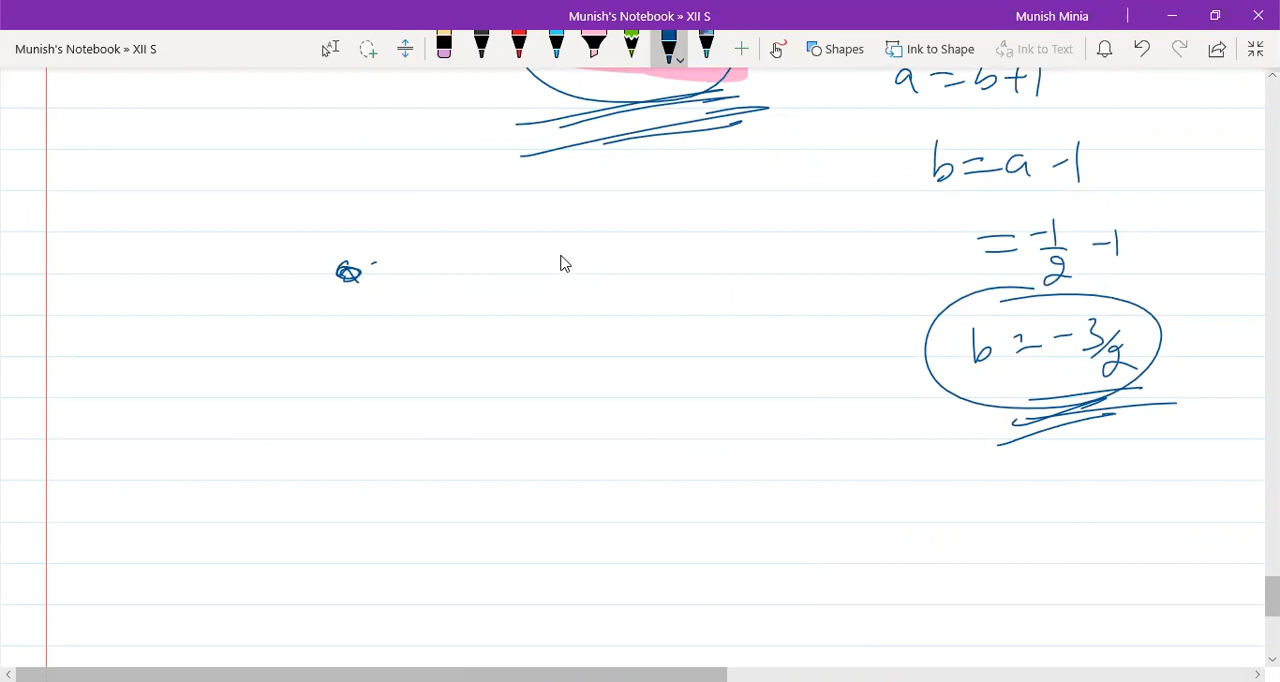 Munish's Notebook » XII S
Munish Minia
Munish's Notebook » XII S
Shapes
Ink to Shape
Ink to Text
a = b + 1
b = a - 1
= -1/2 - 1
b = -3/2